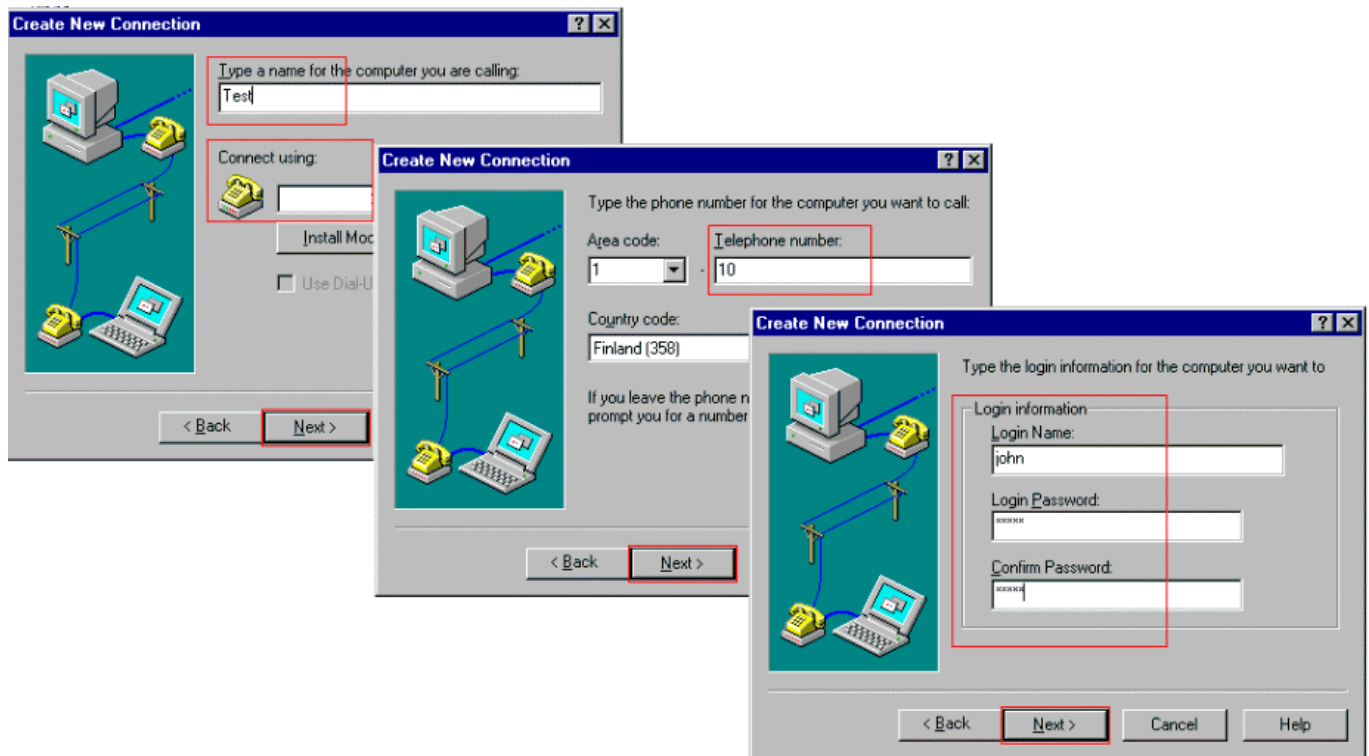 Create New Connection
Type a name for the computer you are calling:
Test
Connect using:
Install Mod
Use Dial-U
< Back
Next >
Create New Connection
Type the phone number for the computer you want to call:
Area code:
Telephone number:
1
-
10
Country code:
Finland (358)
If you leave the phone n
prompt you for a number
< Back
Next >
Create New Connection
Type the login information for the computer you want to
Login information
Login Name:
john
Login Password:
*****
Confirm Password:
*****
< Back
Next >
Cancel
Help